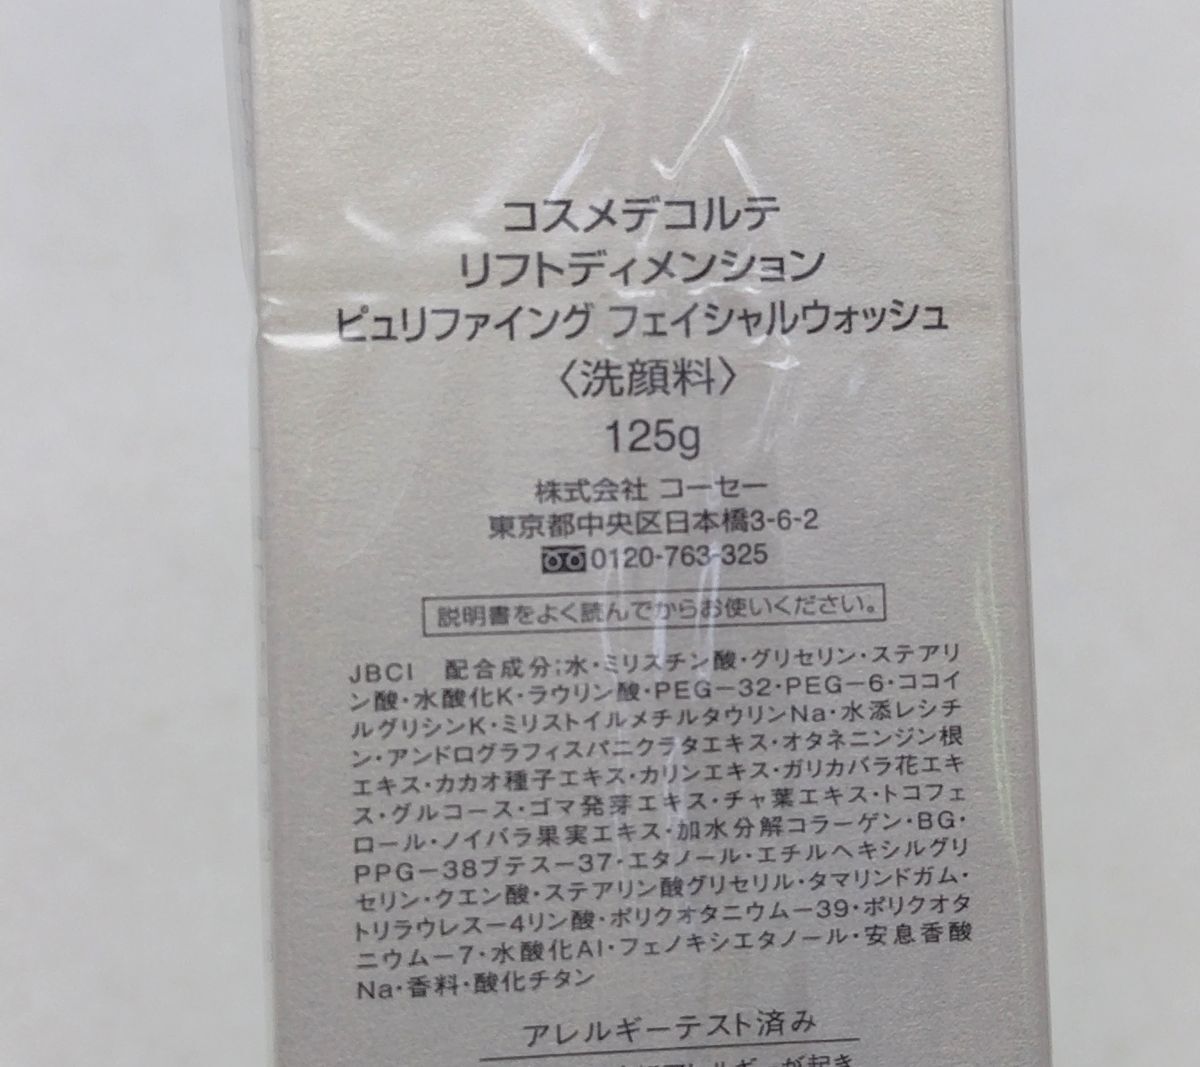 コスメデコルテ
リフトディメンション
ピュリファイング フェイシャルウォッシュ
〈洗顔料〉
125g
株式会社 コーセー
東京都中央区日本橋3-6-2
0120-763-325
説明書をよく読んでからお使いください。
JBCI 配合成分;水・ミリスチン酸・グリセリン・ステアリ
ン酸・水酸化K・ラウリン酸・PEG-32・PEG-6・ココイ
ルグリシンK・ミリストイルメチルタウリンNa・水添レシチ
ン・アンドログラフィスパニクラタエキス・オタネニンジン根
エキス・カカオ種子エキス・カリンエキス・ガリカバラ花エキ
ス・グルコース・ゴマ発芽エキス・チャ葉エキス・トコフェ
ロール・ノイバラ果実エキス・加水分解コラーゲン・BG・
PPG-38ブテス-37・エタノール・エチルヘキシルグリ
セリン・クエン酸・ステアリン酸グリセリル・タマリンドガム・
トリラウレス-4リン酸・ポリクオタニウム-39・ポリクオタ
ニウム-7・水酸化Al・フェノキシエタノール・安息香酸
Na・香料・酸化チタン
アレルギーテスト済み
アレルギーが起き